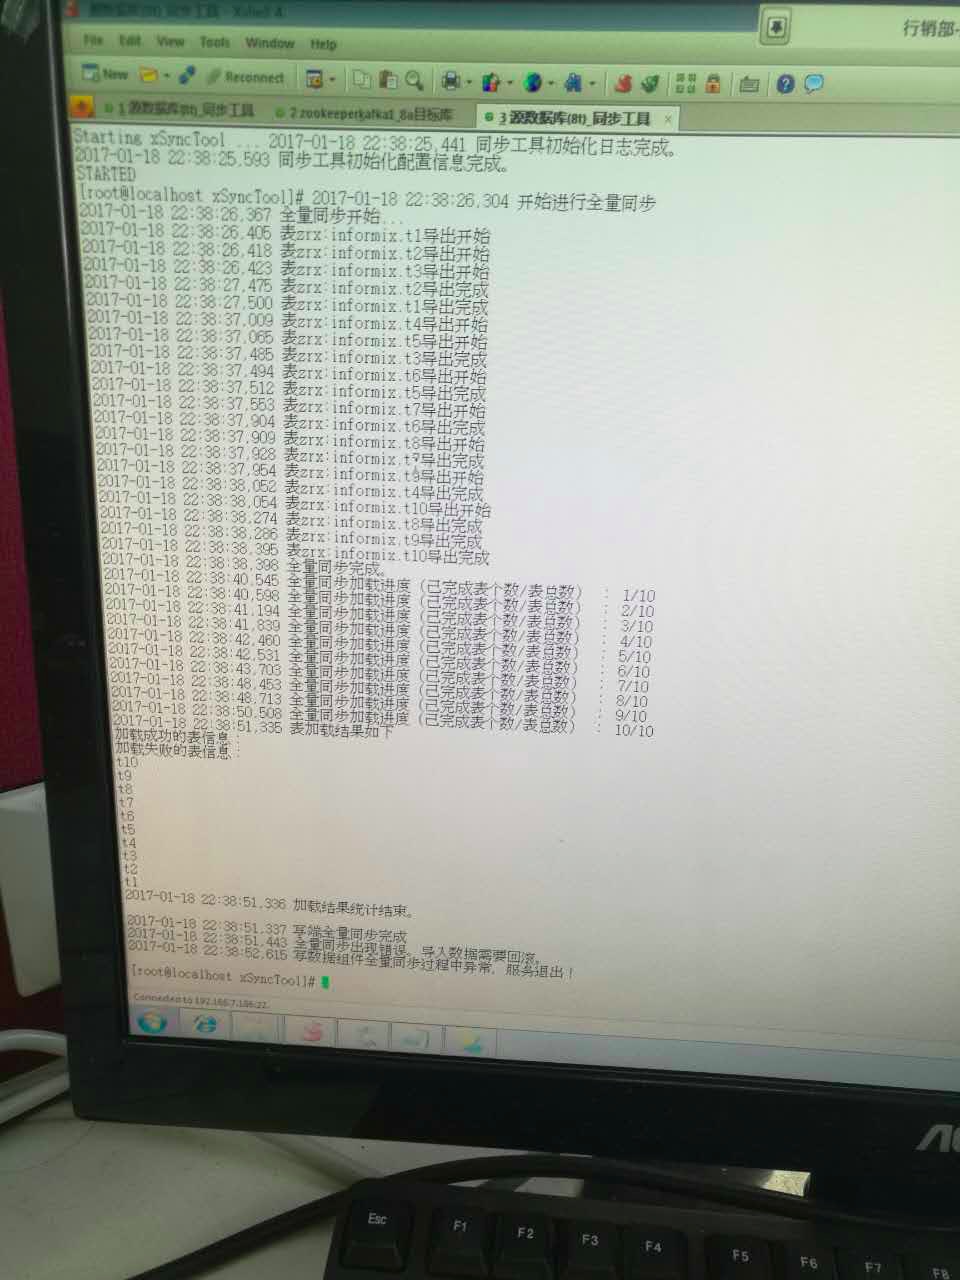 源数据库(8t)_同步工具 - Xshell 4
行销部-
File Edit View Tools Window Help
New Reconnect
1 源数据库(8t)_同步工具 2 zookeeperkafka1_8a目标库 3 源数据库(8t)_同步工具 ×
Starting xSyncTool ... 2017-01-18 22:38:25,441 同步工具初始化日志完成。
2017-01-18 22:38:25,593 同步工具初始化配置信息完成。
STARTED
[root@localhost xSyncTool]# 2017-01-18 22:38:26,304 开始进行全量同步
2017-01-18 22:38:26,367 全量同步开始...
2017-01-18 22:38:26,405 表zrx:informix.t1导出开始
2017-01-18 22:38:26,418 表zrx:informix.t2导出开始
2017-01-18 22:38:26,423 表zrx:informix.t3导出开始
2017-01-18 22:38:27,475 表zrx:informix.t2导出完成
2017-01-18 22:38:27,500 表zrx:informix.t1导出完成
2017-01-18 22:38:37,009 表zrx:informix.t4导出开始
2017-01-18 22:38:37,065 表zrx:informix.t5导出开始
2017-01-18 22:38:37,485 表zrx:informix.t3导出完成
2017-01-18 22:38:37,494 表zrx:informix.t6导出开始
2017-01-18 22:38:37,512 表zrx:informix.t5导出完成
2017-01-18 22:38:37,553 表zrx:informix.t7导出开始
2017-01-18 22:38:37,904 表zrx:informix.t6导出完成
2017-01-18 22:38:37,909 表zrx:informix.t8导出开始
2017-01-18 22:38:37,928 表zrx:informix.t7导出完成
2017-01-18 22:38:37,954 表zrx:informix.t9导出开始
2017-01-18 22:38:38,052 表zrx:informix.t4导出完成
2017-01-18 22:38:38,054 表zrx:informix.t10导出开始
2017-01-18 22:38:38,274 表zrx:informix.t8导出完成
2017-01-18 22:38:38,286 表zrx:informix.t9导出完成
2017-01-18 22:38:38,395 表zrx:informix.t10导出完成
2017-01-18 22:38:38,398 全量同步完成。
2017-01-18 22:38:40,545 全量同步加载进度（已完成表个数/表总数） : 1/10
2017-01-18 22:38:40,598 全量同步加载进度（已完成表个数/表总数） : 2/10
2017-01-18 22:38:41,194 全量同步加载进度（已完成表个数/表总数） : 3/10
2017-01-18 22:38:41,839 全量同步加载进度（已完成表个数/表总数） : 4/10
2017-01-18 22:38:42,460 全量同步加载进度（已完成表个数/表总数） : 5/10
2017-01-18 22:38:42,531 全量同步加载进度（已完成表个数/表总数） : 6/10
2017-01-18 22:38:43,703 全量同步加载进度（已完成表个数/表总数） : 7/10
2017-01-18 22:38:48,453 全量同步加载进度（已完成表个数/表总数） : 8/10
2017-01-18 22:38:48,713 全量同步加载进度（已完成表个数/表总数） : 9/10
2017-01-18 22:38:50,508 全量同步加载进度（已完成表个数/表总数） : 10/10
2017-01-18 22:38:51,335 表加载结果如下
加载成功的表信息：
加载失败的表信息：
t10
t9
t8
t7
t6
t5
t4
t3
t2
t1
2017-01-18 22:38:51,336 加载结果统计结束。
2017-01-18 22:38:51,337 写端全量同步完成
2017-01-18 22:38:51,443 全量同步出现错误。导入数据需要回滚。
2017-01-18 22:38:52,615 写数据组件全量同步过程中异常，服务退出！
[root@localhost xSyncTool]#
Connected to 192.168.7.186:22.
Esc F1 F2 F3 F4 F5 F6 F7 F8